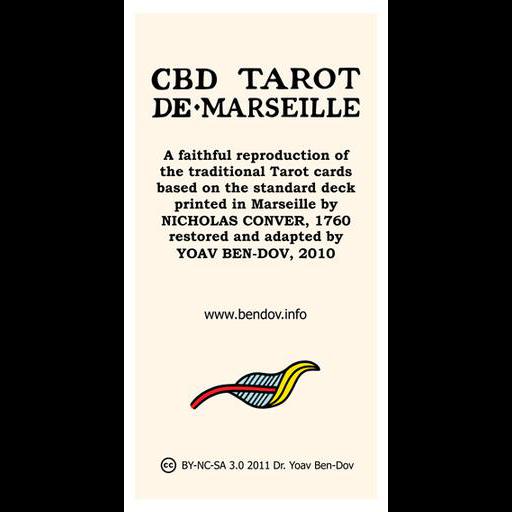 CBD TAROT
DE·MARSEILLE
A faithful reproduction of
the traditional Tarot cards
based on the standard deck
printed in Marseille by
NICHOLAS CONVER, 1760
restored and adapted by
YOAV BEN-DOV, 2010
www.bendov.info
cc BY-NC-SA 3.0 2011 Dr. Yoav Ben-Dov